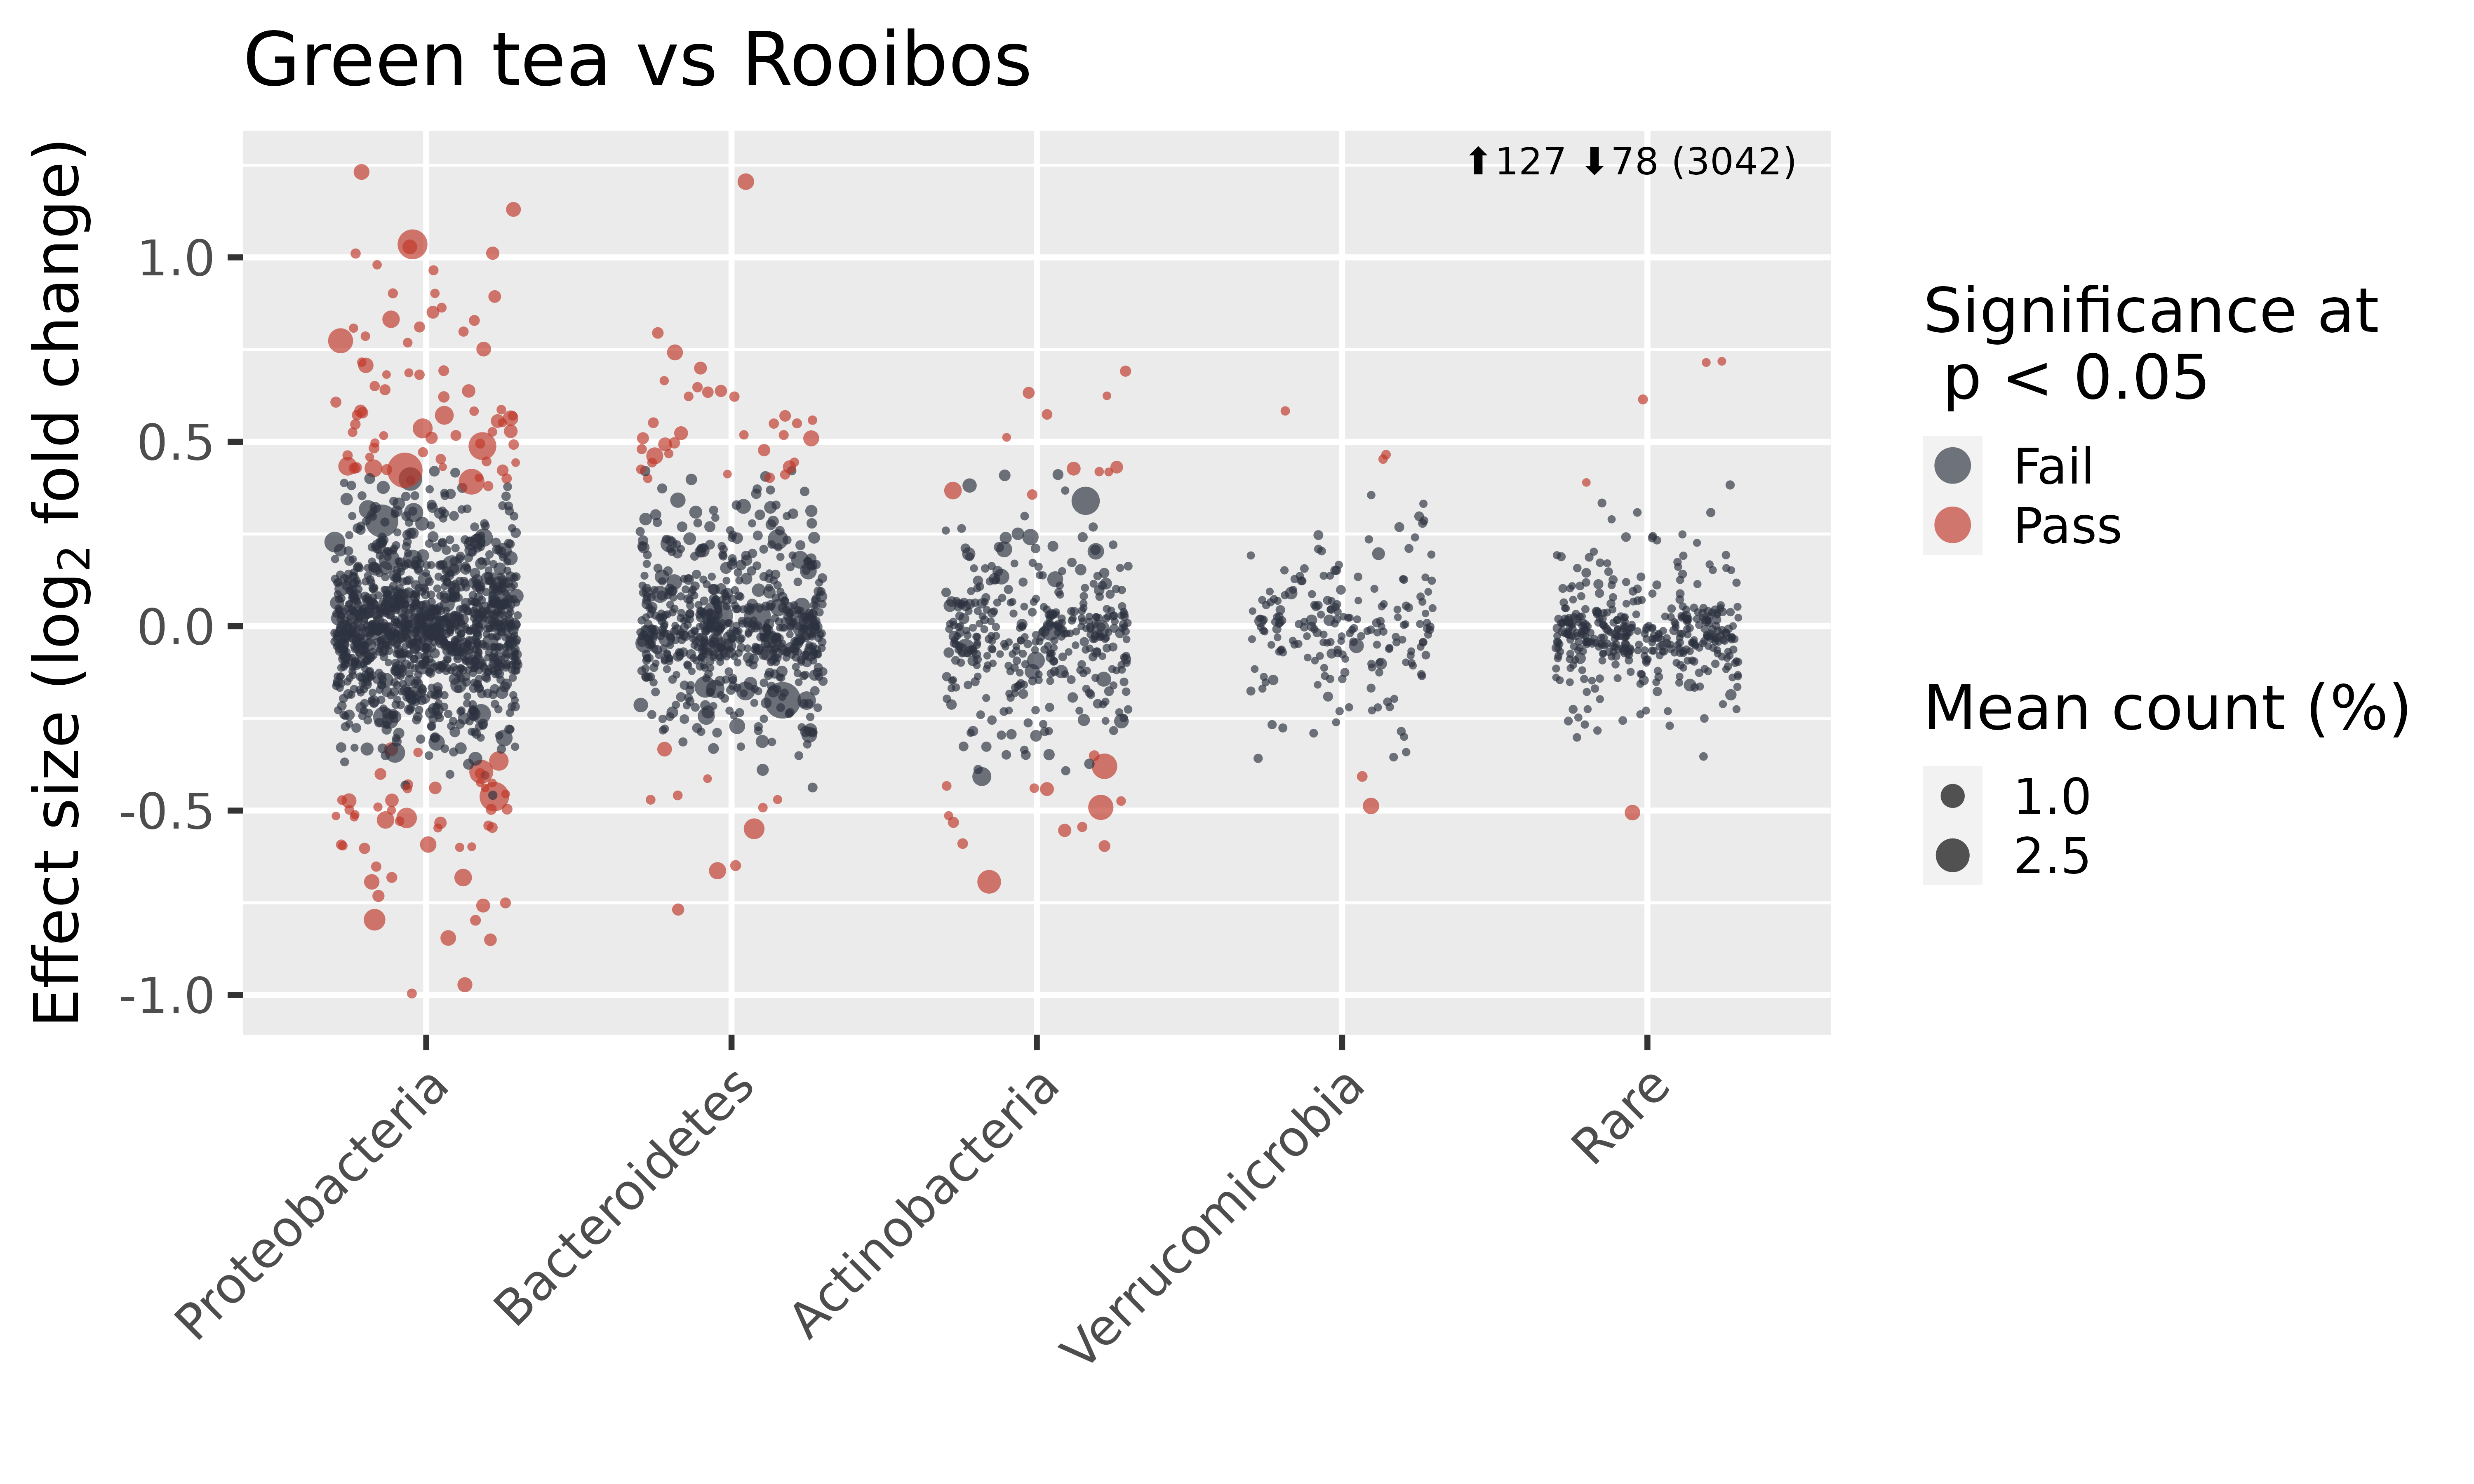 Green tea vs Rooibos
⬆127 ⬇78 (3042)
Effect size (log₂ fold change)
1.0
0.5
0.0
-0.5
-1.0
Proteobacteria
Bacteroidetes
Actinobacteria
Verrucomicrobia
Rare
Significance at
p < 0.05
Fail
Pass
Mean count (%)
1.0
2.5